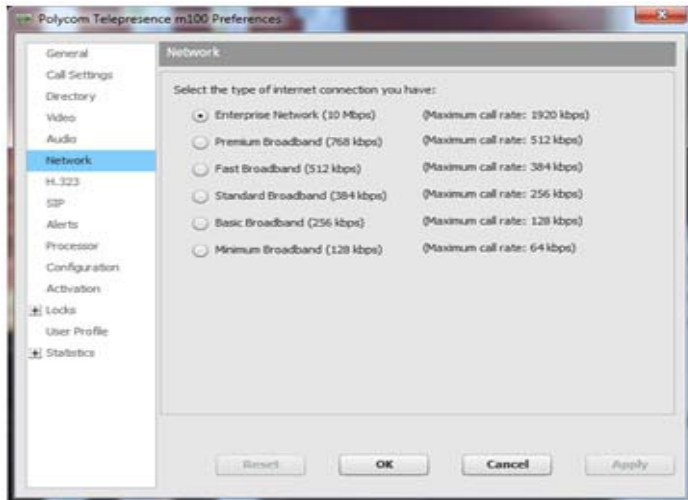 Polycom Telepresence m100 Preferences
General
Call Settings
Directory
Video
Audio
Network
H.323
SIP
Alerts
Processor
Configuration
Activation
Locks
User Profile
Statistics
Network
Select the type of internet connection you have:
Enterprise Network (10 Mbps) (Maximum call rate: 1920 kbps)
Premium Broadband (768 kbps) (Maximum call rate: 512 kbps)
Fast Broadband (512 kbps) (Maximum call rate: 384 kbps)
Standard Broadband (384 kbps) (Maximum call rate: 256 kbps)
Basic Broadband (256 kbps) (Maximum call rate: 128 kbps)
Minimum Broadband (128 kbps) (Maximum call rate: 64 kbps)
Reset OK Cancel Apply